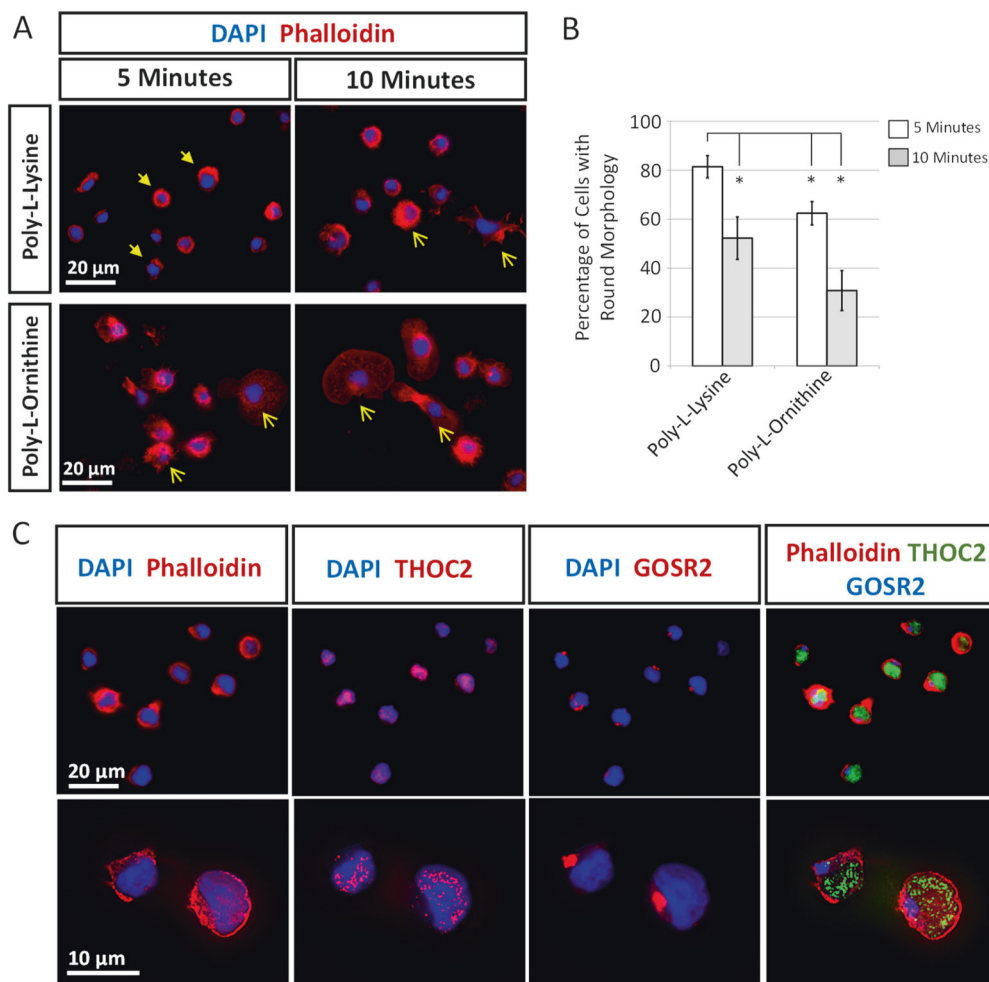 A
DAPI Phalloidin
5 Minutes
10 Minutes
Poly-L-Lysine
20 µm
Poly-L-Ornithine
20 µm
B
Percentage of Cells with
Round Morphology
100
80
60
40
20
0
* * *
5 Minutes
10 Minutes
Poly-L-Lysine
Poly-L-Ornithine
C
DAPI Phalloidin
DAPI THOC2
DAPI GOSR2
Phalloidin THOC2
GOSR2
20 µm
10 µm